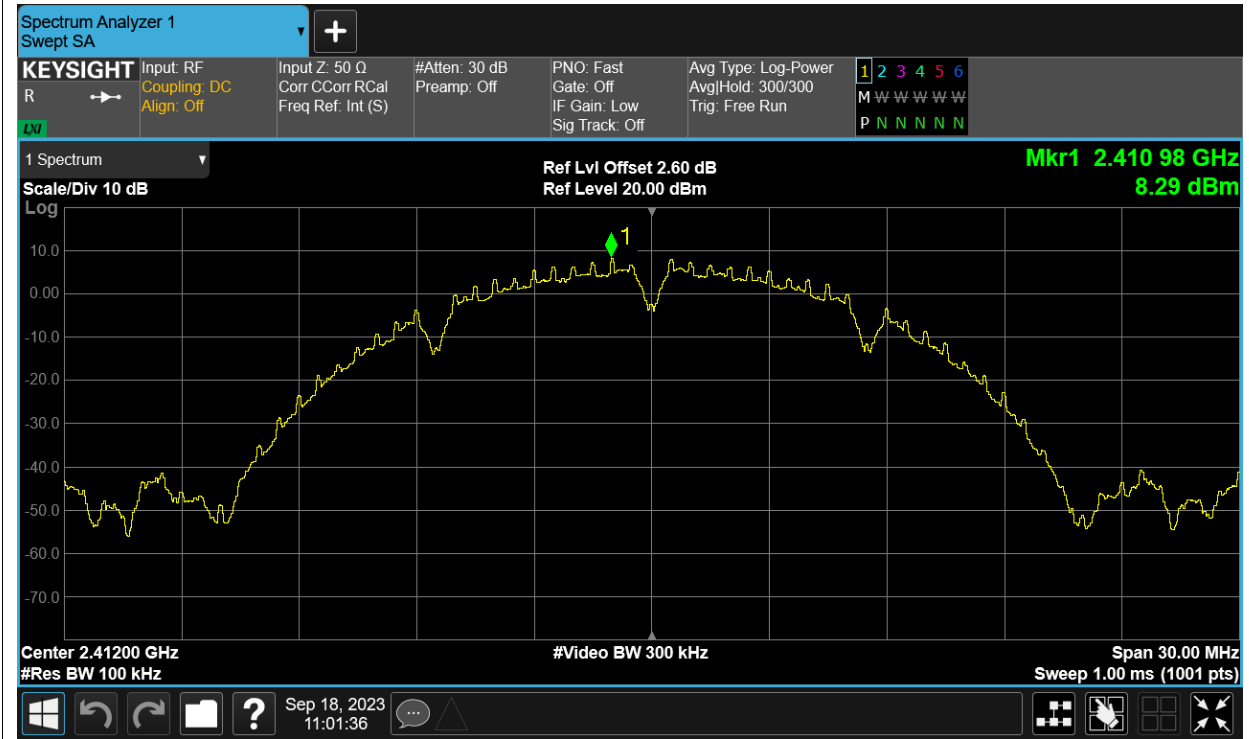 Spectrum Analyzer 1
Swept SA
+
KEYSIGHT
R
LXI
Input: RF
Coupling: DC
Align: Off
Input Z: 50 Ω
Corr CCorr RCal
Freq Ref: Int (S)
#Atten: 30 dB
Preamp: Off
PNO: Fast
Gate: Off
IF Gain: Low
Sig Track: Off
Avg Type: Log-Power
Avg|Hold: 300/300
Trig: Free Run
1 2 3 4 5 6
M W W W W W
P N N N N N
1 Spectrum
Scale/Div 10 dB
Log
Ref Lvl Offset 2.60 dB
Ref Level 20.00 dBm
Mkr1 2.410 98 GHz
8.29 dBm
1
10.0
0.00
-10.0
-20.0
-30.0
-40.0
-50.0
-60.0
-70.0
Center 2.41200 GHz
#Res BW 100 kHz
#Video BW 300 kHz
Span 30.00 MHz
Sweep 1.00 ms (1001 pts)
?
Sep 18, 2023
11:01:36